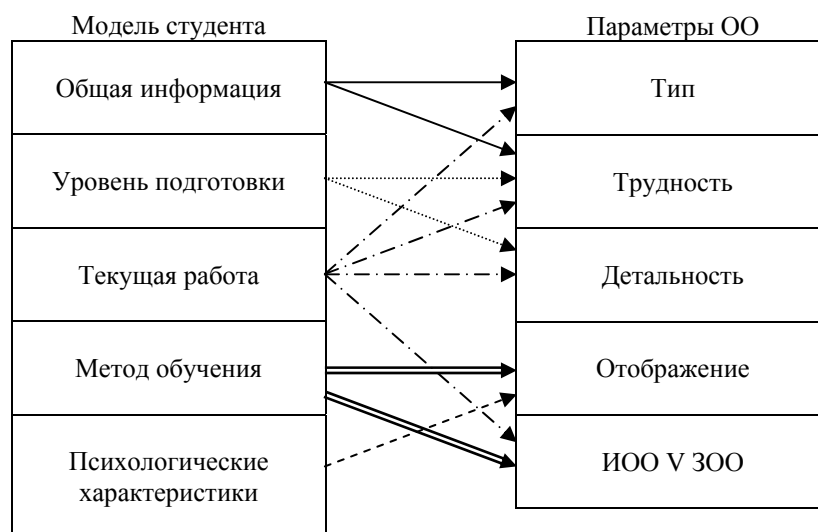 Модель студента
Параметры ОО
Общая информация
Тип
Уровень подготовки
Трудность
Текущая работа
Детальность
Метод обучения
Отображение
Психологические
характеристики
ИОО V ЗОО